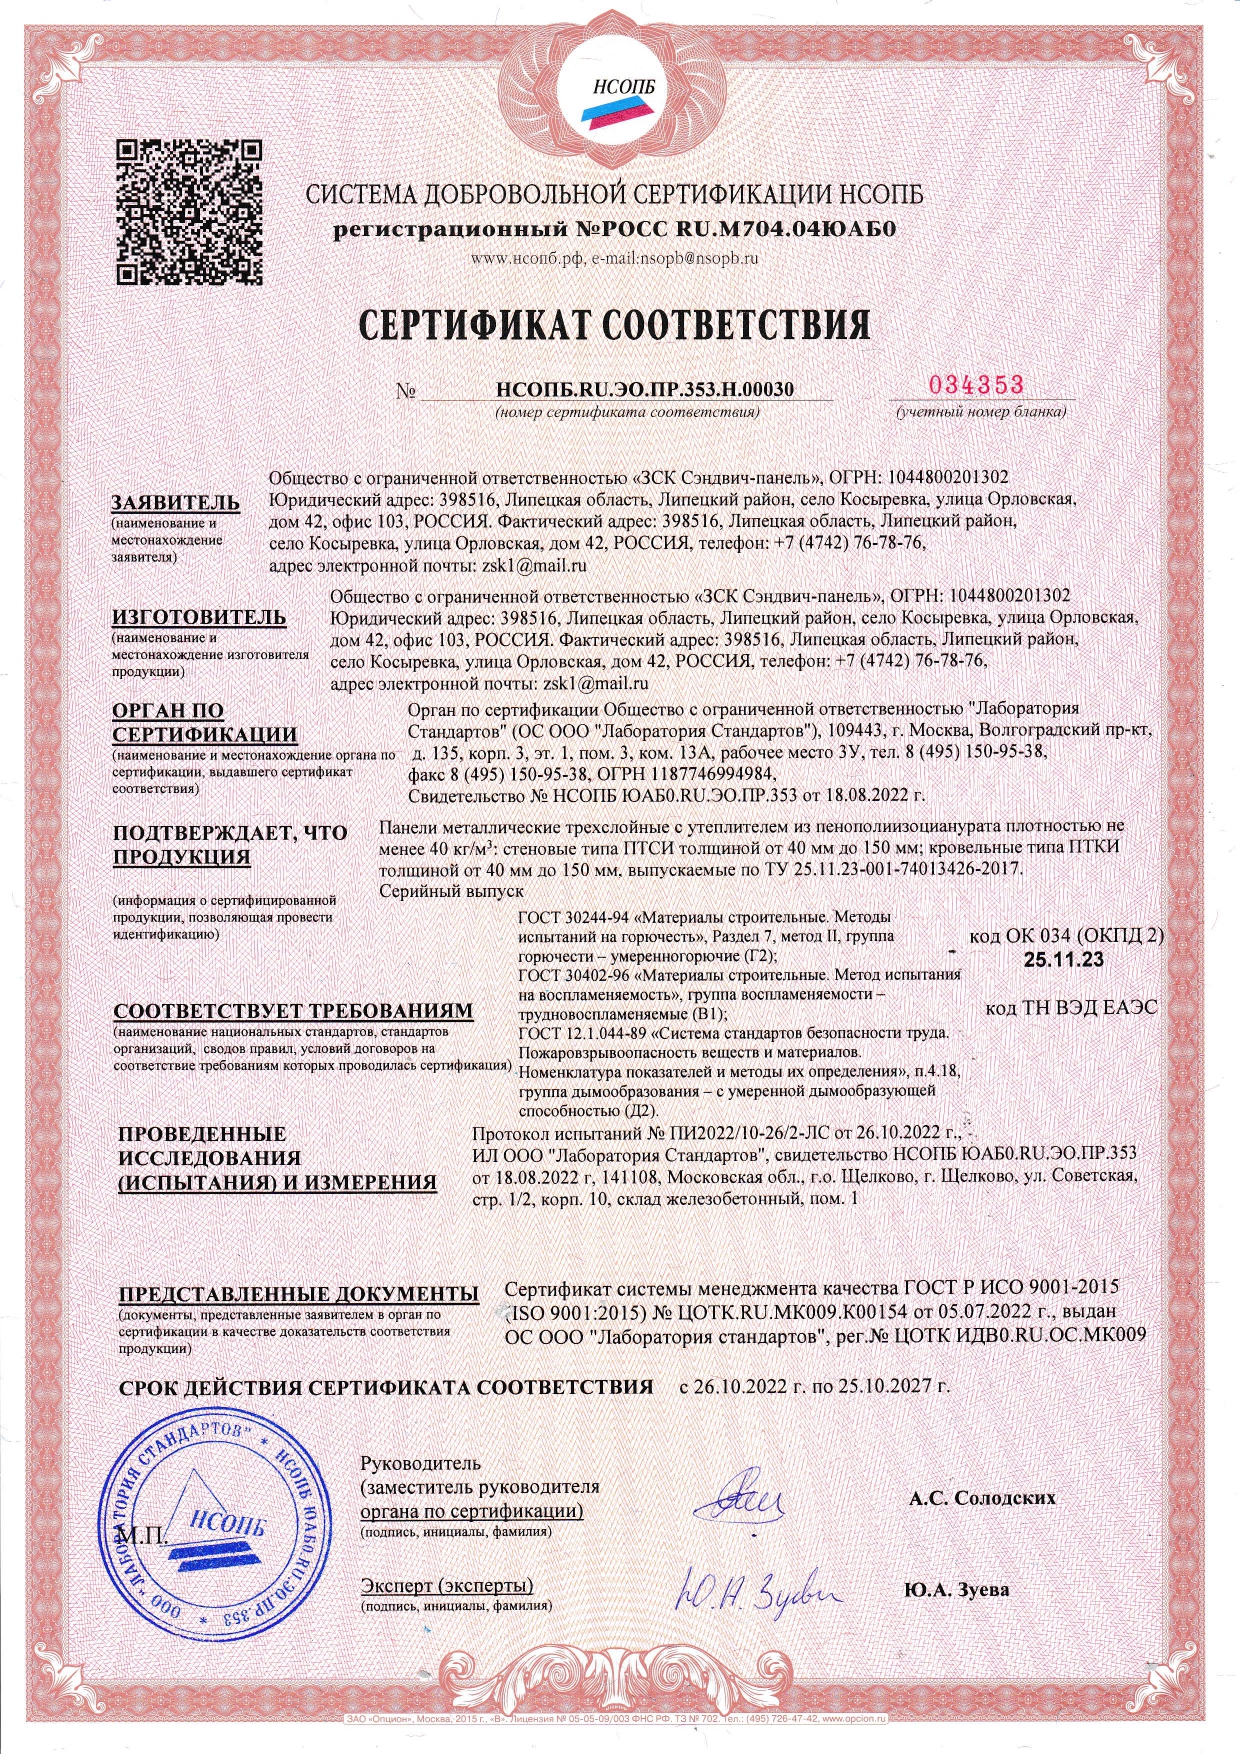 НСОПБ
СИСТЕМА ДОБРОВОЛЬНОЙ СЕРТИФИКАЦИИ НСОПБ
регистрационный №РОСС RU.М704.04ЮАБ0
www.нсопб.рф, e-mail:nsopb@nsopb.ru
СЕРТИФИКАТ СООТВЕТСТВИЯ
№ НСОПБ.RU.ЭО.ПР.353.Н.00030 034353
(номер сертификата соответствия) (учетный номер бланка)
ЗАЯВИТЕЛЬ
(наименование и
местонахождение
заявителя)
Общество с ограниченной ответственностью «ЗСК Сэндвич-панель», ОГРН: 1044800201302
Юридический адрес: 398516, Липецкая область, Липецкий район, село Косыревка, улица Орловская,
дом 42, офис 103, РОССИЯ. Фактический адрес: 398516, Липецкая область, Липецкий район,
село Косыревка, улица Орловская, дом 42, РОССИЯ, телефон: +7 (4742) 76-78-76,
адрес электронной почты: zsk1@mail.ru
ИЗГОТОВИТЕЛЬ
(наименование и
местонахождение изготовителя
продукции)
Общество с ограниченной ответственностью «ЗСК Сэндвич-панель», ОГРН: 1044800201302
Юридический адрес: 398516, Липецкая область, Липецкий район, село Косыревка, улица Орловская,
дом 42, офис 103, РОССИЯ. Фактический адрес: 398516, Липецкая область, Липецкий район,
село Косыревка, улица Орловская, дом 42, РОССИЯ, телефон: +7 (4742) 76-78-76,
адрес электронной почты: zsk1@mail.ru
ОРГАН ПО
СЕРТИФИКАЦИИ
(наименование и местонахождение органа по
сертификации, выдавшего сертификат
соответствия)
Орган по сертификации Общество с ограниченной ответственностью "Лаборатория
Стандартов" (ОС ООО "Лаборатория Стандартов"), 109443, г. Москва, Волгоградский пр-кт,
д. 135, корп. 3, эт. 1, пом. 3, ком. 13А, рабочее место 3У, тел. 8 (495) 150-95-38,
факс 8 (495) 150-95-38, ОГРН 1187746994984,
Свидетельство № НСОПБ ЮАБ0.RU.ЭО.ПР.353 от 18.08.2022 г.
ПОДТВЕРЖДАЕТ, ЧТО
ПРОДУКЦИЯ
(информация о сертифицированной
продукции, позволяющая провести
идентификацию)
Панели металлические трехслойные с утеплителем из пенополиизоцианурата плотностью не
менее 40 кг/м³: стеновые типа ПТСИ толщиной от 40 мм до 150 мм; кровельные типа ПТКИ
толщиной от 40 мм до 150 мм, выпускаемые по ТУ 25.11.23-001-74013426-2017.
Серийный выпуск
код ОК 034 (ОКПД 2)
25.11.23
код ТН ВЭД ЕАЭС
СООТВЕТСТВУЕТ ТРЕБОВАНИЯМ
(наименование национальных стандартов, стандартов
организаций, сводов правил, условий договоров на
соответствие требованиям которых проводилась сертификация)
ГОСТ 30244-94 «Материалы строительные. Методы
испытаний на горючесть», Раздел 7, метод II, группа
горючести – умеренногорючие (Г2);
ГОСТ 30402-96 «Материалы строительные. Метод испытания
на воспламеняемость», группа воспламеняемости –
трудновоспламеняемые (В1);
ГОСТ 12.1.044-89 «Система стандартов безопасности труда.
Пожаровзрывоопасность веществ и материалов.
Номенклатура показателей и методы их определения», п.4.18,
группа дымообразования – с умеренной дымообразующей
способностью (Д2).
ПРОВЕДЕННЫЕ
ИССЛЕДОВАНИЯ
(ИСПЫТАНИЯ) И ИЗМЕРЕНИЯ
Протокол испытаний № ПИ2022/10-26/2-ЛС от 26.10.2022 г.,
ИЛ ООО "Лаборатория Стандартов", свидетельство НСОПБ ЮАБ0.RU.ЭО.ПР.353
от 18.08.2022 г, 141108, Московская обл., г.о. Щелково, г. Щелково, ул. Советская,
стр. 1/2, корп. 10, склад железобетонный, пом. 1
ПРЕДСТАВЛЕННЫЕ ДОКУМЕНТЫ
(документы, представленные заявителем в орган по
сертификации в качестве доказательств соответствия
продукции)
Сертификат системы менеджмента качества ГОСТ Р ИСО 9001-2015
(ISO 9001:2015) № ЦОТК.RU.МК009.К00154 от 05.07.2022 г., выдан
ОС ООО "Лаборатория стандартов", рег.№ ЦОТК ИДВ0.RU.ОС.МК009
СРОК ДЕЙСТВИЯ СЕРТИФИКАТА СООТВЕТСТВИЯ с 26.10.2022 г. по 25.10.2027 г.
Руководитель
(заместитель руководителя
органа по сертификации)
(подпись, инициалы, фамилия)
А.С. Солодских
М.П.
ООО "ЛАБОРАТОРИЯ СТАНДАРТОВ" * НСОПБ ЮАБ0.RU.ЭО.ПР.353 *
НСОПБ
Эксперт (эксперты)
(подпись, инициалы, фамилия)
Ю.А. Зуева
Ю.А. Зуева
ЗАО «Опцион», Москва, 2015 г., «В». Лицензия № 05-05-09/003 ФНС РФ. ТЗ № 702. Тел.: (495) 726-47-42, www.opcion.ru